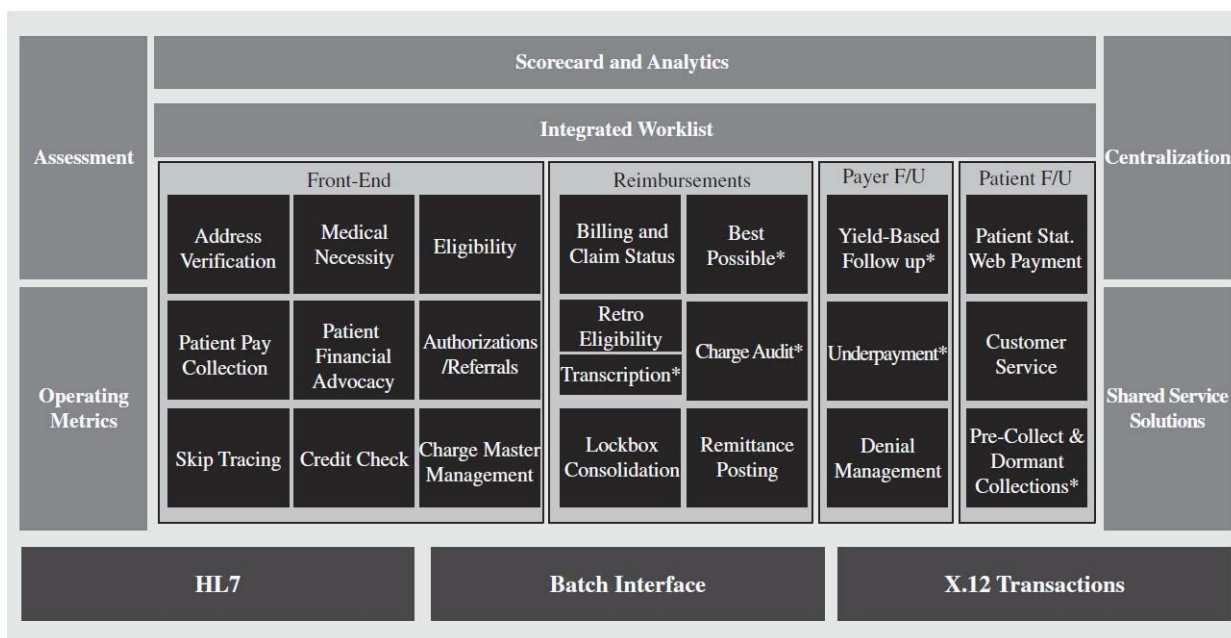 Scorecard and Analytics
Integrated Worklist
Assessment
Operating
Metrics
Front-End
Address
Verification
Medical
Necessity
Eligibility
Patient Pay
Collection
Patient
Financial
Advocacy
Authorizations
/Referrals
Skip Tracing
Credit Check
Charge Master
Management
Reimbursements
Billing and
Claim Status
Best
Possible*
Retro
Eligibility
Transcription*
Charge Audit*
Lockbox
Consolidation
Remittance
Posting
Payer F/U
Yield-Based
Follow up*
Underpayment*
Denial
Management
Patient F/U
Patient Stat.
Web Payment
Customer
Service
Pre-Collect &
Dormant
Collections*
Centralization
Shared Service
Solutions
HL7
Batch Interface
X.12 Transactions